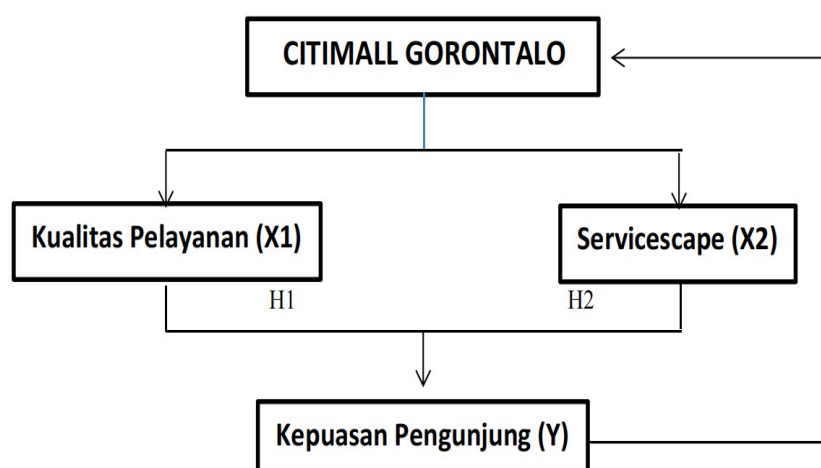 CITIMALL GORONTALO
Kualitas Pelayanan (X1)
Servicescape (X2)
H1
H2
Kepuasan Pengunjung (Y)